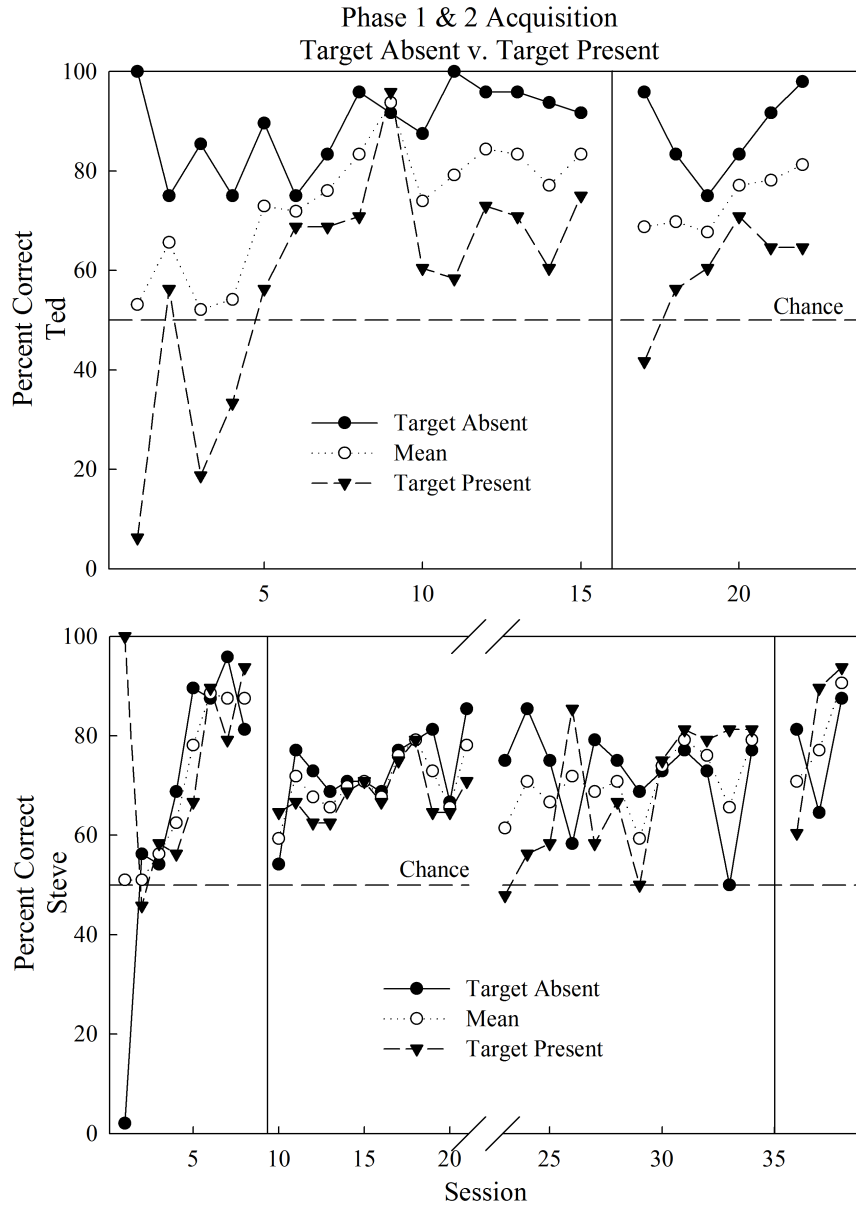 Phase 1 & 2 Acquisition
Target Absent v. Target Present
100
80
60
40
20
0
Percent Correct
Ted
Chance
Target Absent
Mean
Target Present
5
10
15
20
100
80
60
40
20
0
Percent Correct
Steve
Chance
Target Absent
Mean
Target Present
5
10
15
20
25
30
35
Session